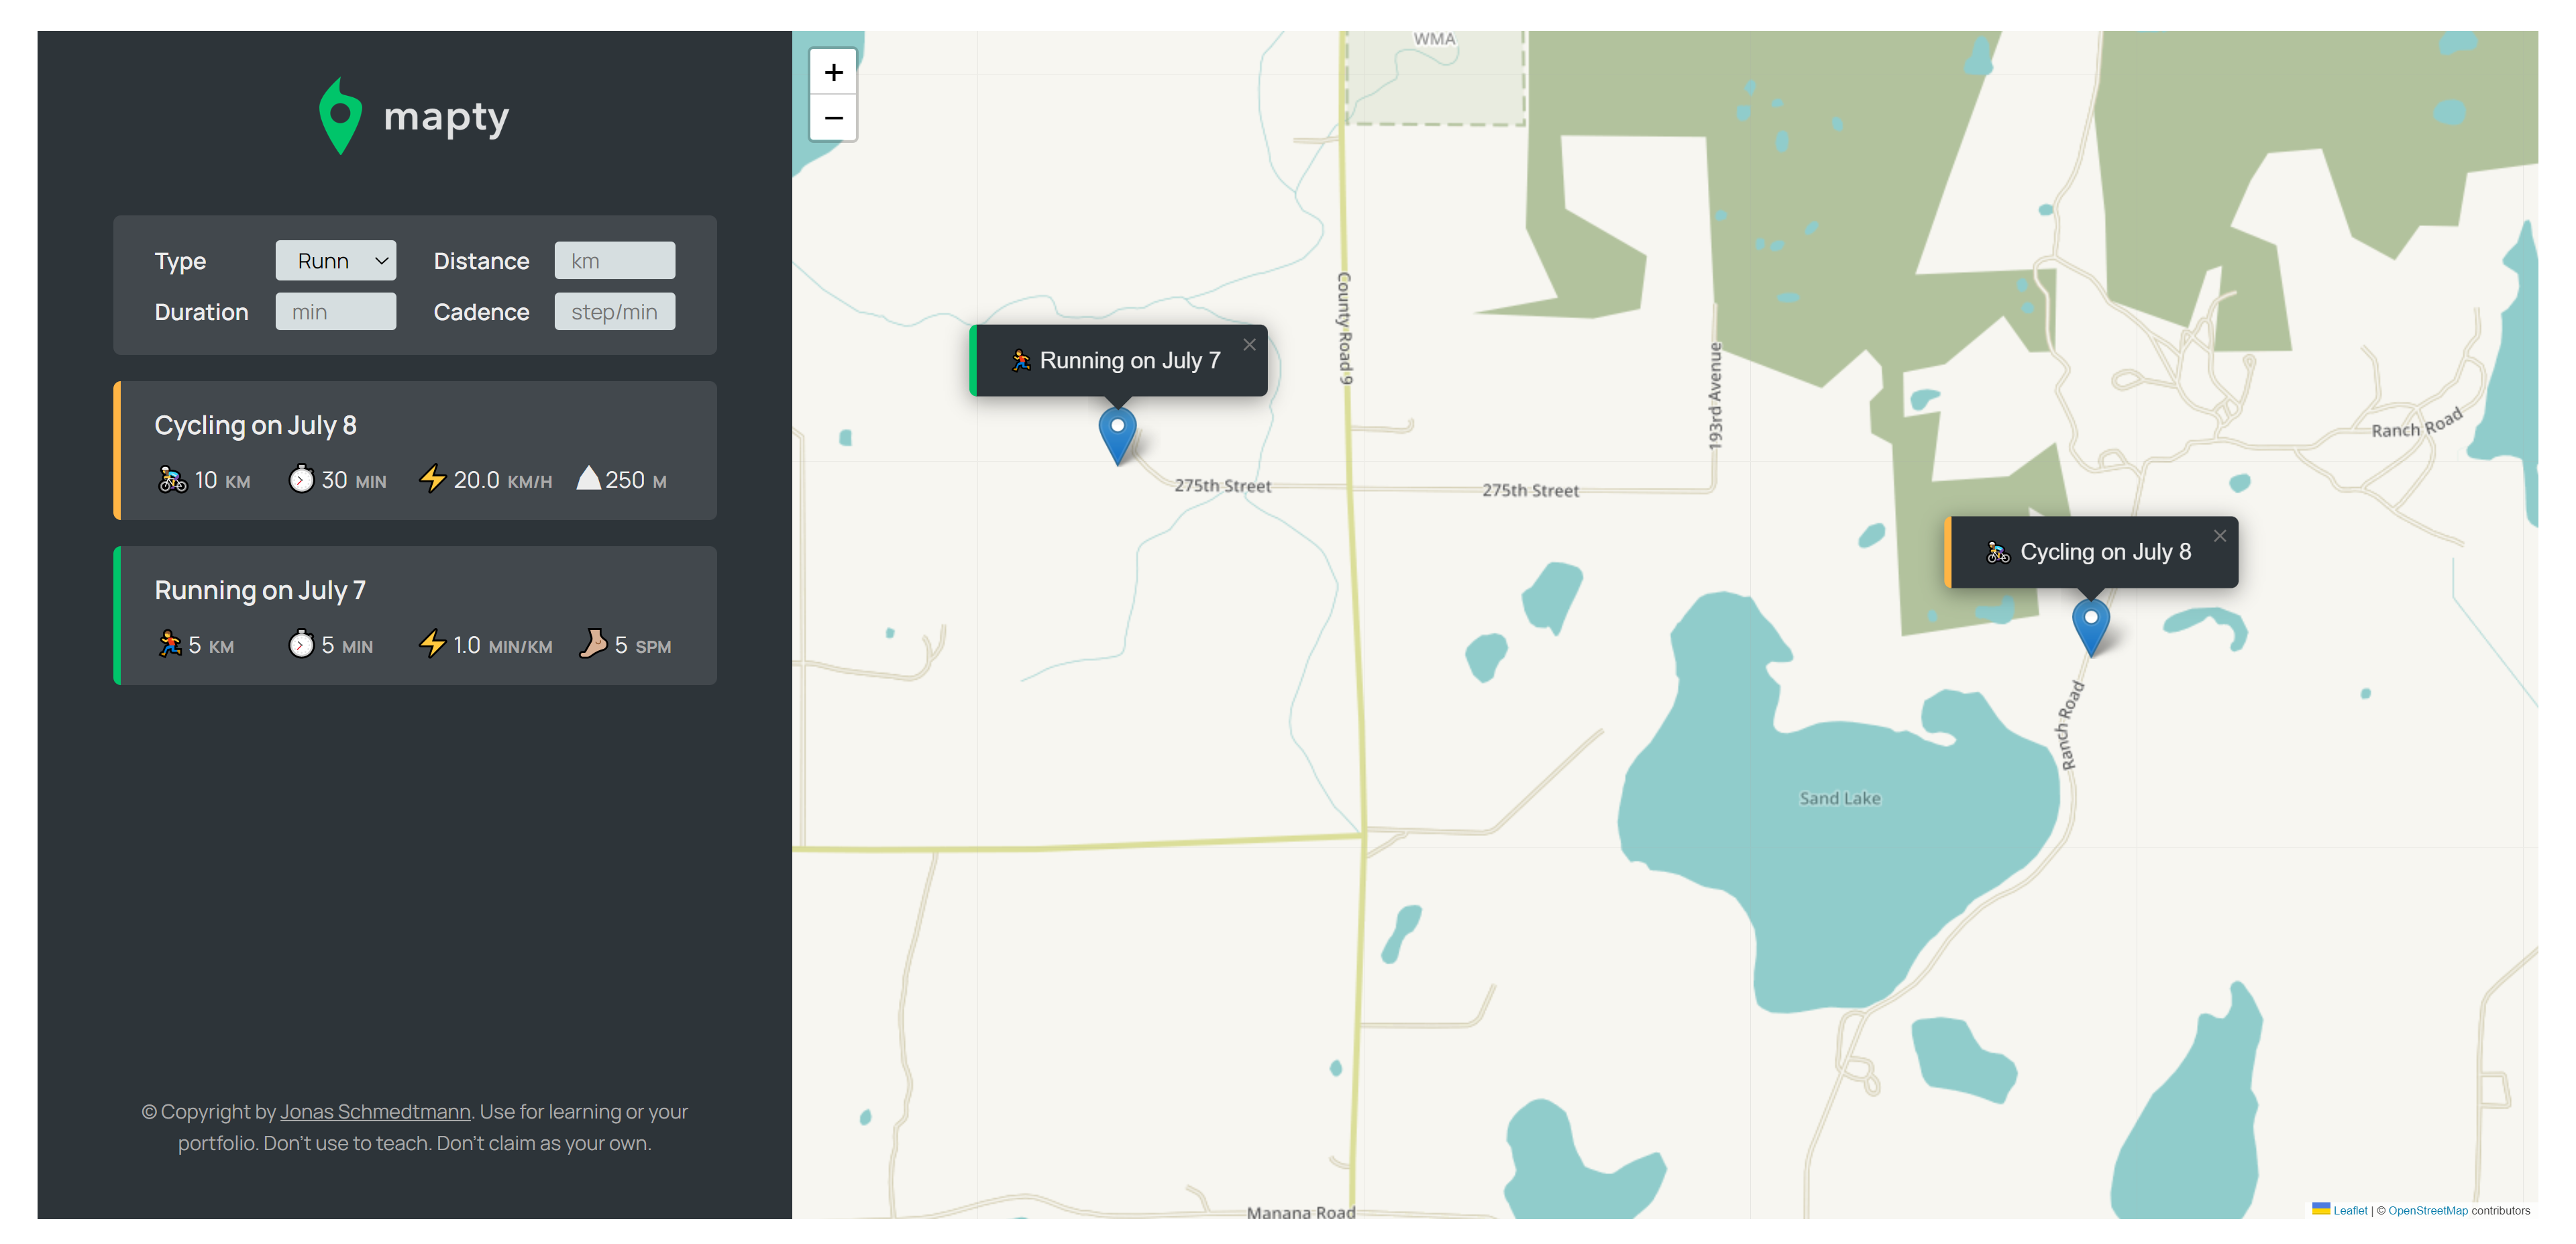 mapty
Type Runn Distance km
Duration min Cadence step/min
Cycling on July 8
10 KM 30 MIN 20.0 KM/H 250 M
Running on July 7
5 KM 5 MIN 1.0 MIN/KM 5 SPM
© Copyright by Jonas Schmedtmann. Use for learning or your
portfolio. Don't use to teach. Don't claim as your own.
+
−
WMA
County Road 9
Running on July 7 ×
193rd Avenue
Ranch Road
275th Street
275th Street
Cycling on July 8 ×
Ranch Road
Sand Lake
Manana Road
Leaflet | © OpenStreetMap contributors